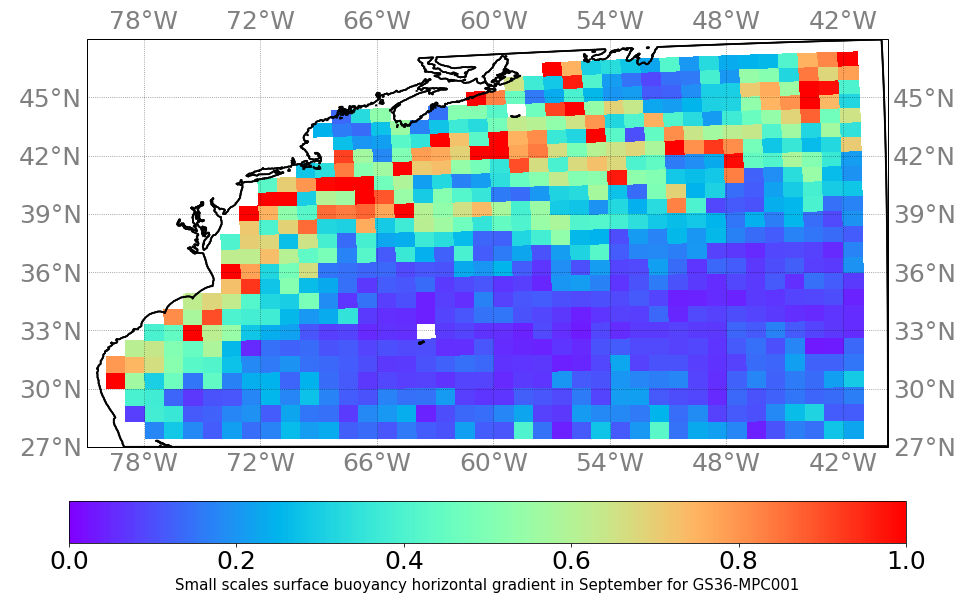 78°W 72°W 66°W 60°W 54°W 48°W 42°W
45°N 45°N
42°N 42°N
39°N 39°N
36°N 36°N
33°N 33°N
30°N 30°N
27°N 27°N
78°W 72°W 66°W 60°W 54°W 48°W 42°W
0.0 0.2 0.4 0.6 0.8 1.0
Small scales surface buoyancy horizontal gradient in September for GS36-MPC001